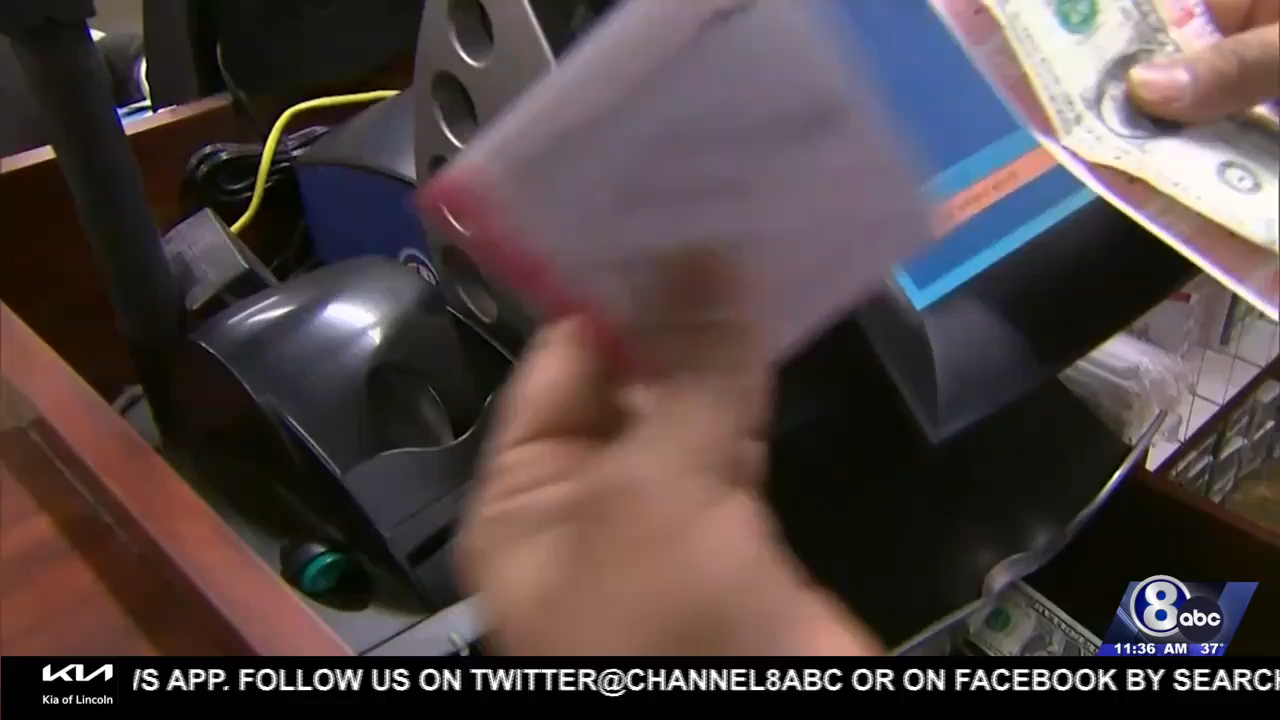 8 abc
11:36 AM 37°
KIA
Kia of Lincoln
/S APP. FOLLOW US ON TWITTER@CHANNEL8ABC OR ON FACEBOOK BY SEARCH